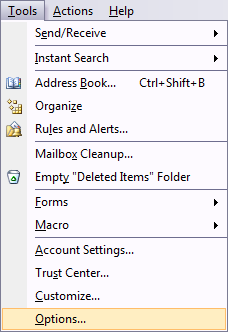 Tools Actions Help
Send/Receive
Instant Search
Address Book... Ctrl+Shift+B
Organize
Rules and Alerts...
Mailbox Cleanup...
Empty "Deleted Items" Folder
Forms
Macro
Account Settings...
Trust Center...
Customize...
Options...